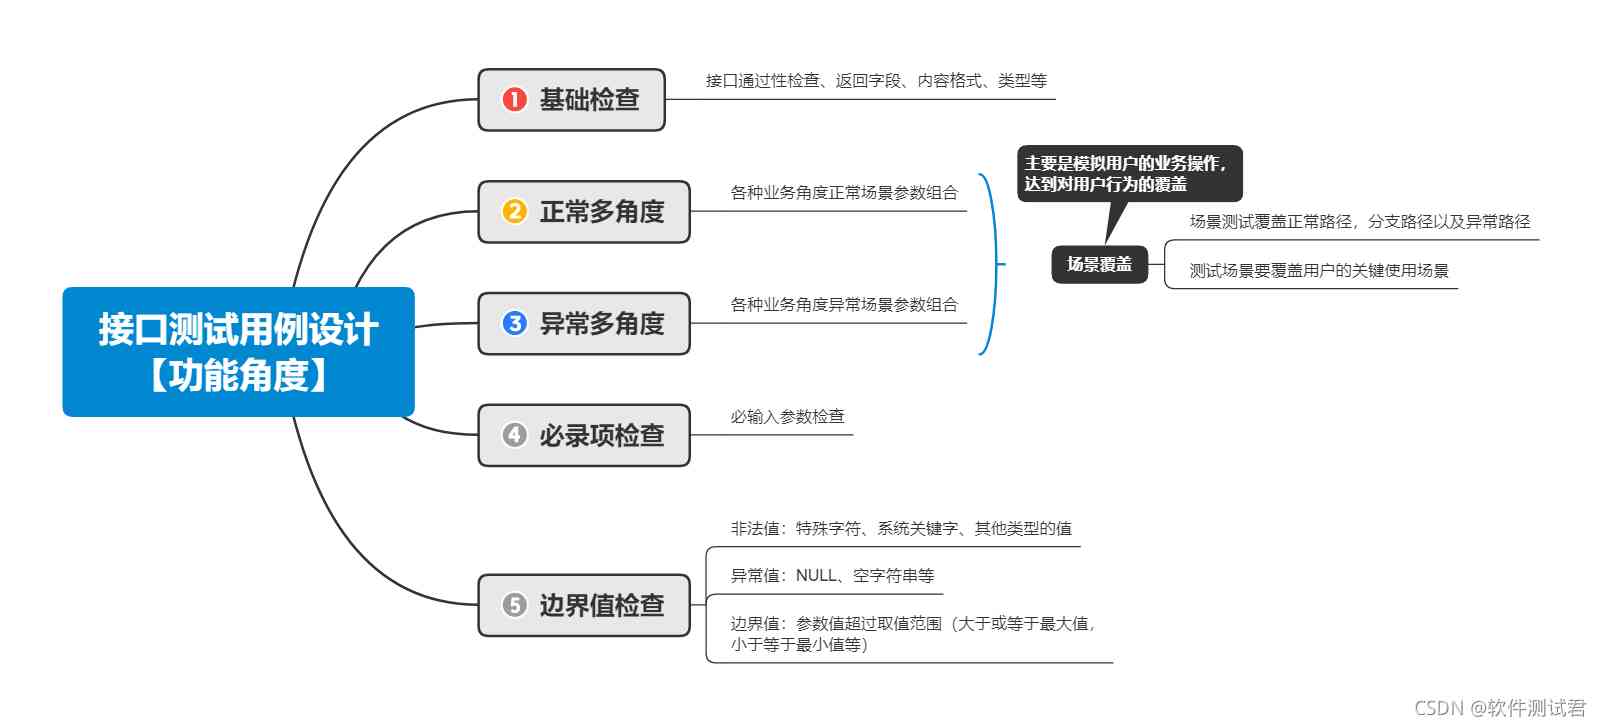 接口测试用例设计
【功能角度】
1 基础检查
接口通过性检查、返回字段、内容格式、类型等
2 正常多角度
各种业务角度正常场景参数组合
3 异常多角度
各种业务角度异常场景参数组合
主要是模拟用户的业务操作，
达到对用户行为的覆盖
场景覆盖
场景测试覆盖正常路径，分支路径以及异常路径
测试场景要覆盖用户的关键使用场景
4 必录项检查
必输入参数检查
5 边界值检查
非法值：特殊字符、系统关键字、其他类型的值
异常值：NULL、空字符串等
边界值：参数值超过取值范围（大于或等于最大值，
小于等于最小值等）
CSDN @软件测试君